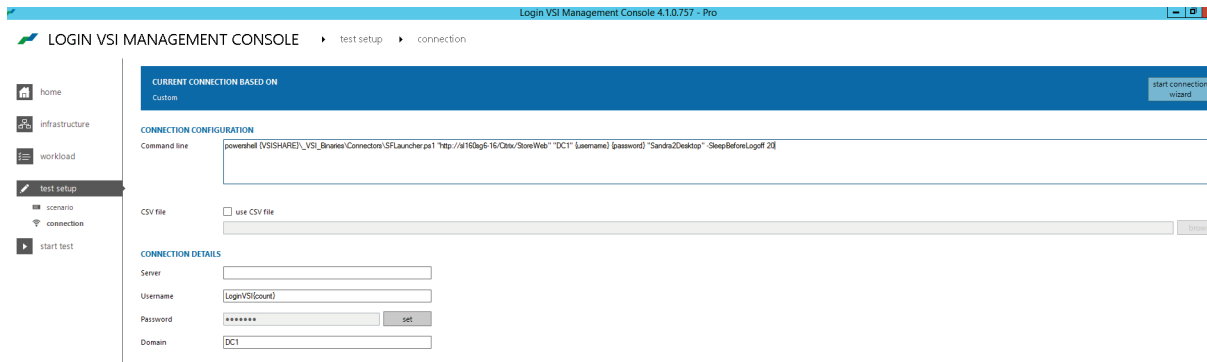 Login VSI Management Console 4.1.0.757 - Pro
LOGIN VSI MANAGEMENT CONSOLE test setup connection
home
infrastructure
workload
test setup
scenario
connection
start test
CURRENT CONNECTION BASED ON
Custom
start connection
wizard
CONNECTION CONFIGURATION
Command line powershell {VSISHARE}\_VSI_Binaries\Connectors\SFLauncher.ps1 "http://sl160sg6-16/Citrix/StoreWeb" "DC1" {username} {password} "Sandra2Desktop" -SleepBeforeLogoff 20
CSV file use CSV file
CONNECTION DETAILS
Server
Username LoginVSI{count}
Password ●●●●●●● set
Domain DC1